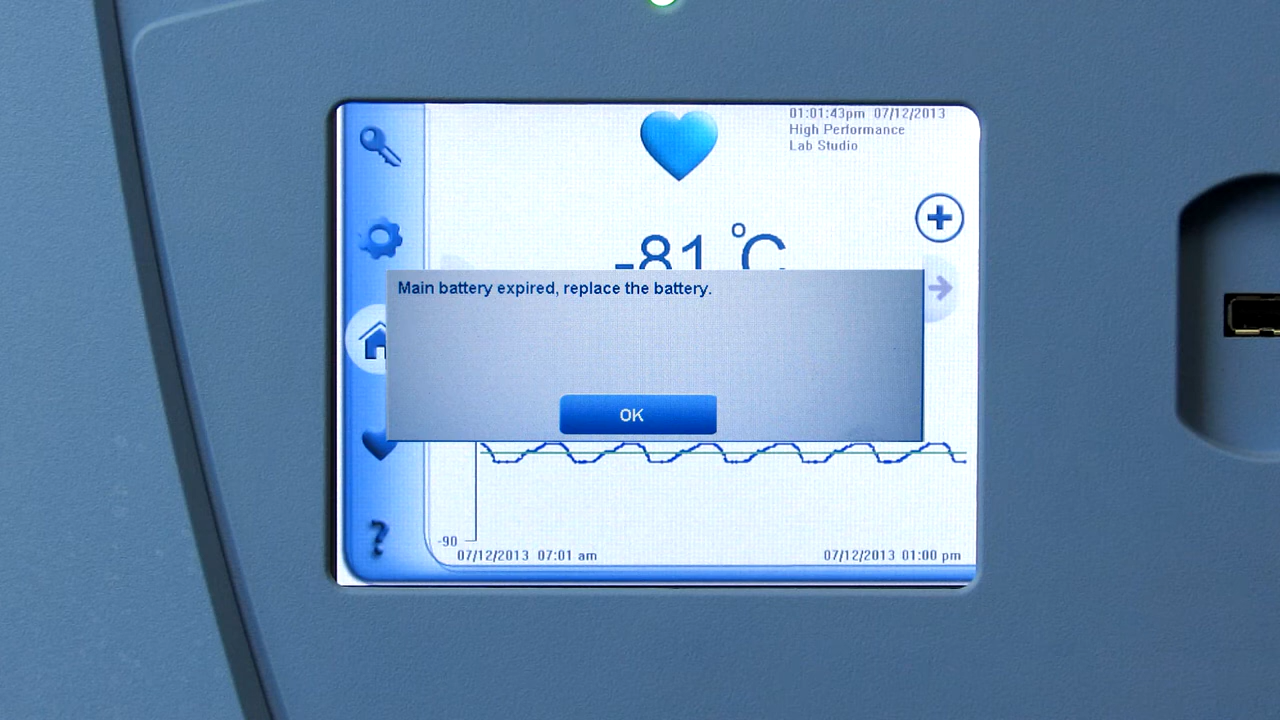 01:01:43pm 07/12/2013
High Performance
Lab Studio
-81 °C
Main battery expired, replace the battery.
OK
-90
07/12/2013 07:01 am
07/12/2013 01:00 pm